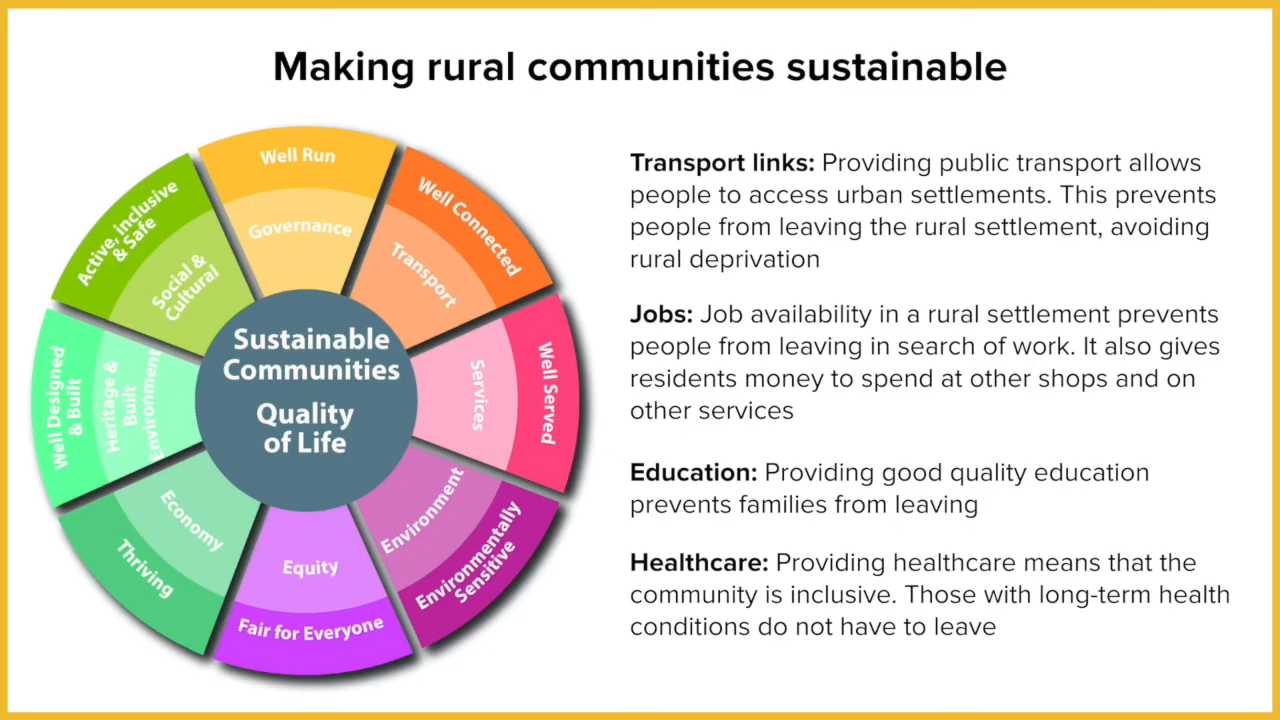 Making rural communities sustainable
Well Run
Governance
Well Connected
Transport
Well Served
Services
Environmentally
Sensitive
Environment
Fair for Everyone
Equity
Thriving
Economy
Well Designed
& Built
Heritage &
Built
Environment
Active, inclusive
& Safe
Social &
Cultural
Sustainable
Communities
Quality
of Life
Transport links: Providing public transport allows
people to access urban settlements. This prevents
people from leaving the rural settlement, avoiding
rural deprivation
Jobs: Job availability in a rural settlement prevents
people from leaving in search of work. It also gives
residents money to spend at other shops and on
other services
Education: Providing good quality education
prevents families from leaving
Healthcare: Providing healthcare means that the
community is inclusive. Those with long-term health
conditions do not have to leave